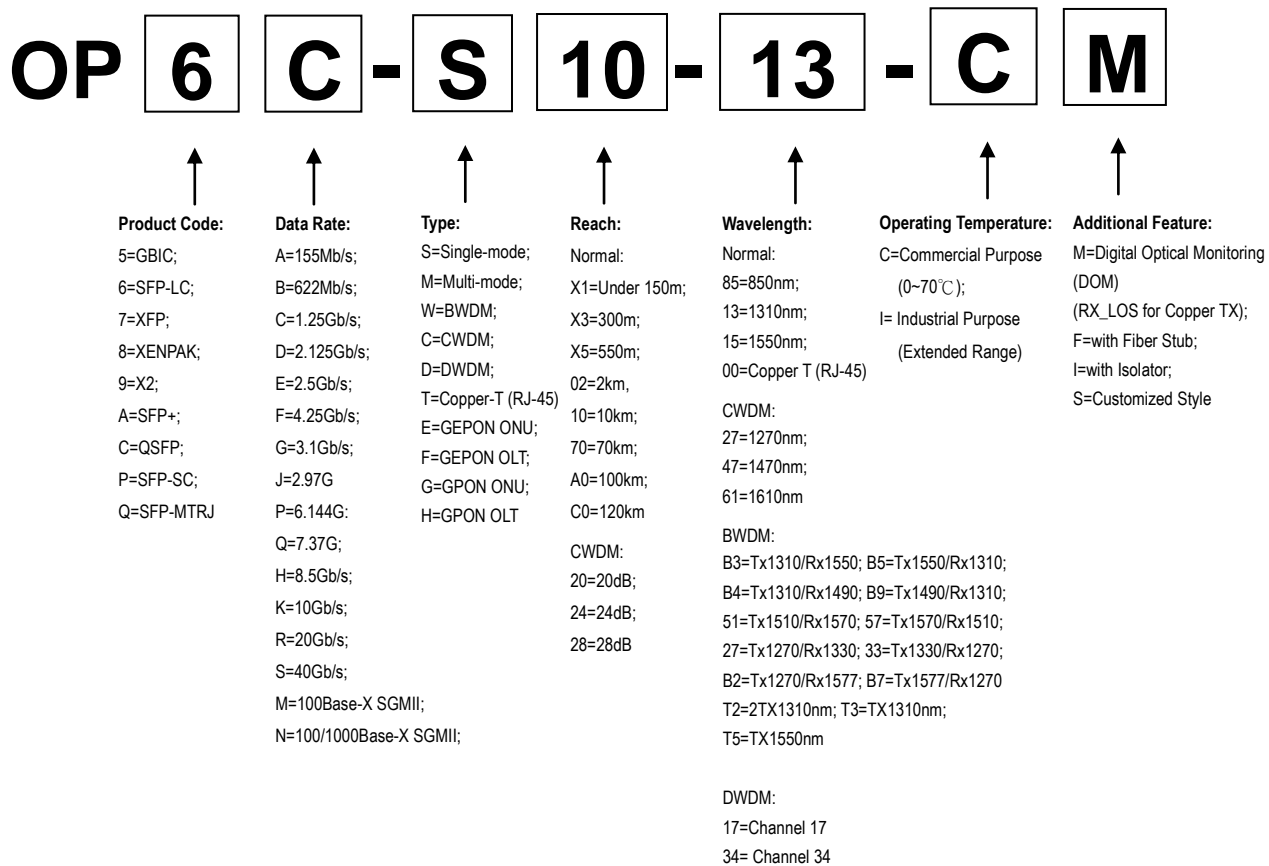 OP 6 C - S 10 - 13 - C M
Product Code:
5=GBIC;
6=SFP-LC;
7=XFP;
8=XENPAK;
9=X2;
A=SFP+;
C=QSFP;
P=SFP-SC;
Q=SFP-MTRJ
Data Rate:
A=155Mb/s;
B=622Mb/s;
C=1.25Gb/s;
D=2.125Gb/s;
E=2.5Gb/s;
F=4.25Gb/s;
G=3.1Gb/s;
J=2.97G
P=6.144G:
Q=7.37G;
H=8.5Gb/s;
K=10Gb/s;
R=20Gb/s;
S=40Gb/s;
M=100Base-X SGMII;
N=100/1000Base-X SGMII;
Type:
S=Single-mode;
M=Multi-mode;
W=BWDM;
C=CWDM;
D=DWDM;
T=Copper-T (RJ-45)
E=GEPON ONU;
F=GEPON OLT;
G=GPON ONU;
H=GPON OLT
Reach:
Normal:
X1=Under 150m;
X3=300m;
X5=550m;
02=2km,
10=10km;
70=70km;
A0=100km;
C0=120km
CWDM:
20=20dB;
24=24dB;
28=28dB
Wavelength:
Normal:
85=850nm;
13=1310nm;
15=1550nm;
00=Copper T (RJ-45)
CWDM:
27=1270nm;
47=1470nm;
61=1610nm
BWDM:
B3=Tx1310/Rx1550; B5=Tx1550/Rx1310;
B4=Tx1310/Rx1490; B9=Tx1490/Rx1310;
51=Tx1510/Rx1570; 57=Tx1570/Rx1510;
27=Tx1270/Rx1330; 33=Tx1330/Rx1270;
B2=Tx1270/Rx1577; B7=Tx1577/Rx1270
T2=2TX1310nm; T3=TX1310nm;
T5=TX1550nm
DWDM:
17=Channel 17
34= Channel 34
Operating Temperature:
C=Commercial Purpose
(0~70℃);
I= Industrial Purpose
(Extended Range)
Additional Feature:
M=Digital Optical Monitoring
(DOM)
(RX_LOS for Copper TX);
F=with Fiber Stub;
I=with Isolator;
S=Customized Style